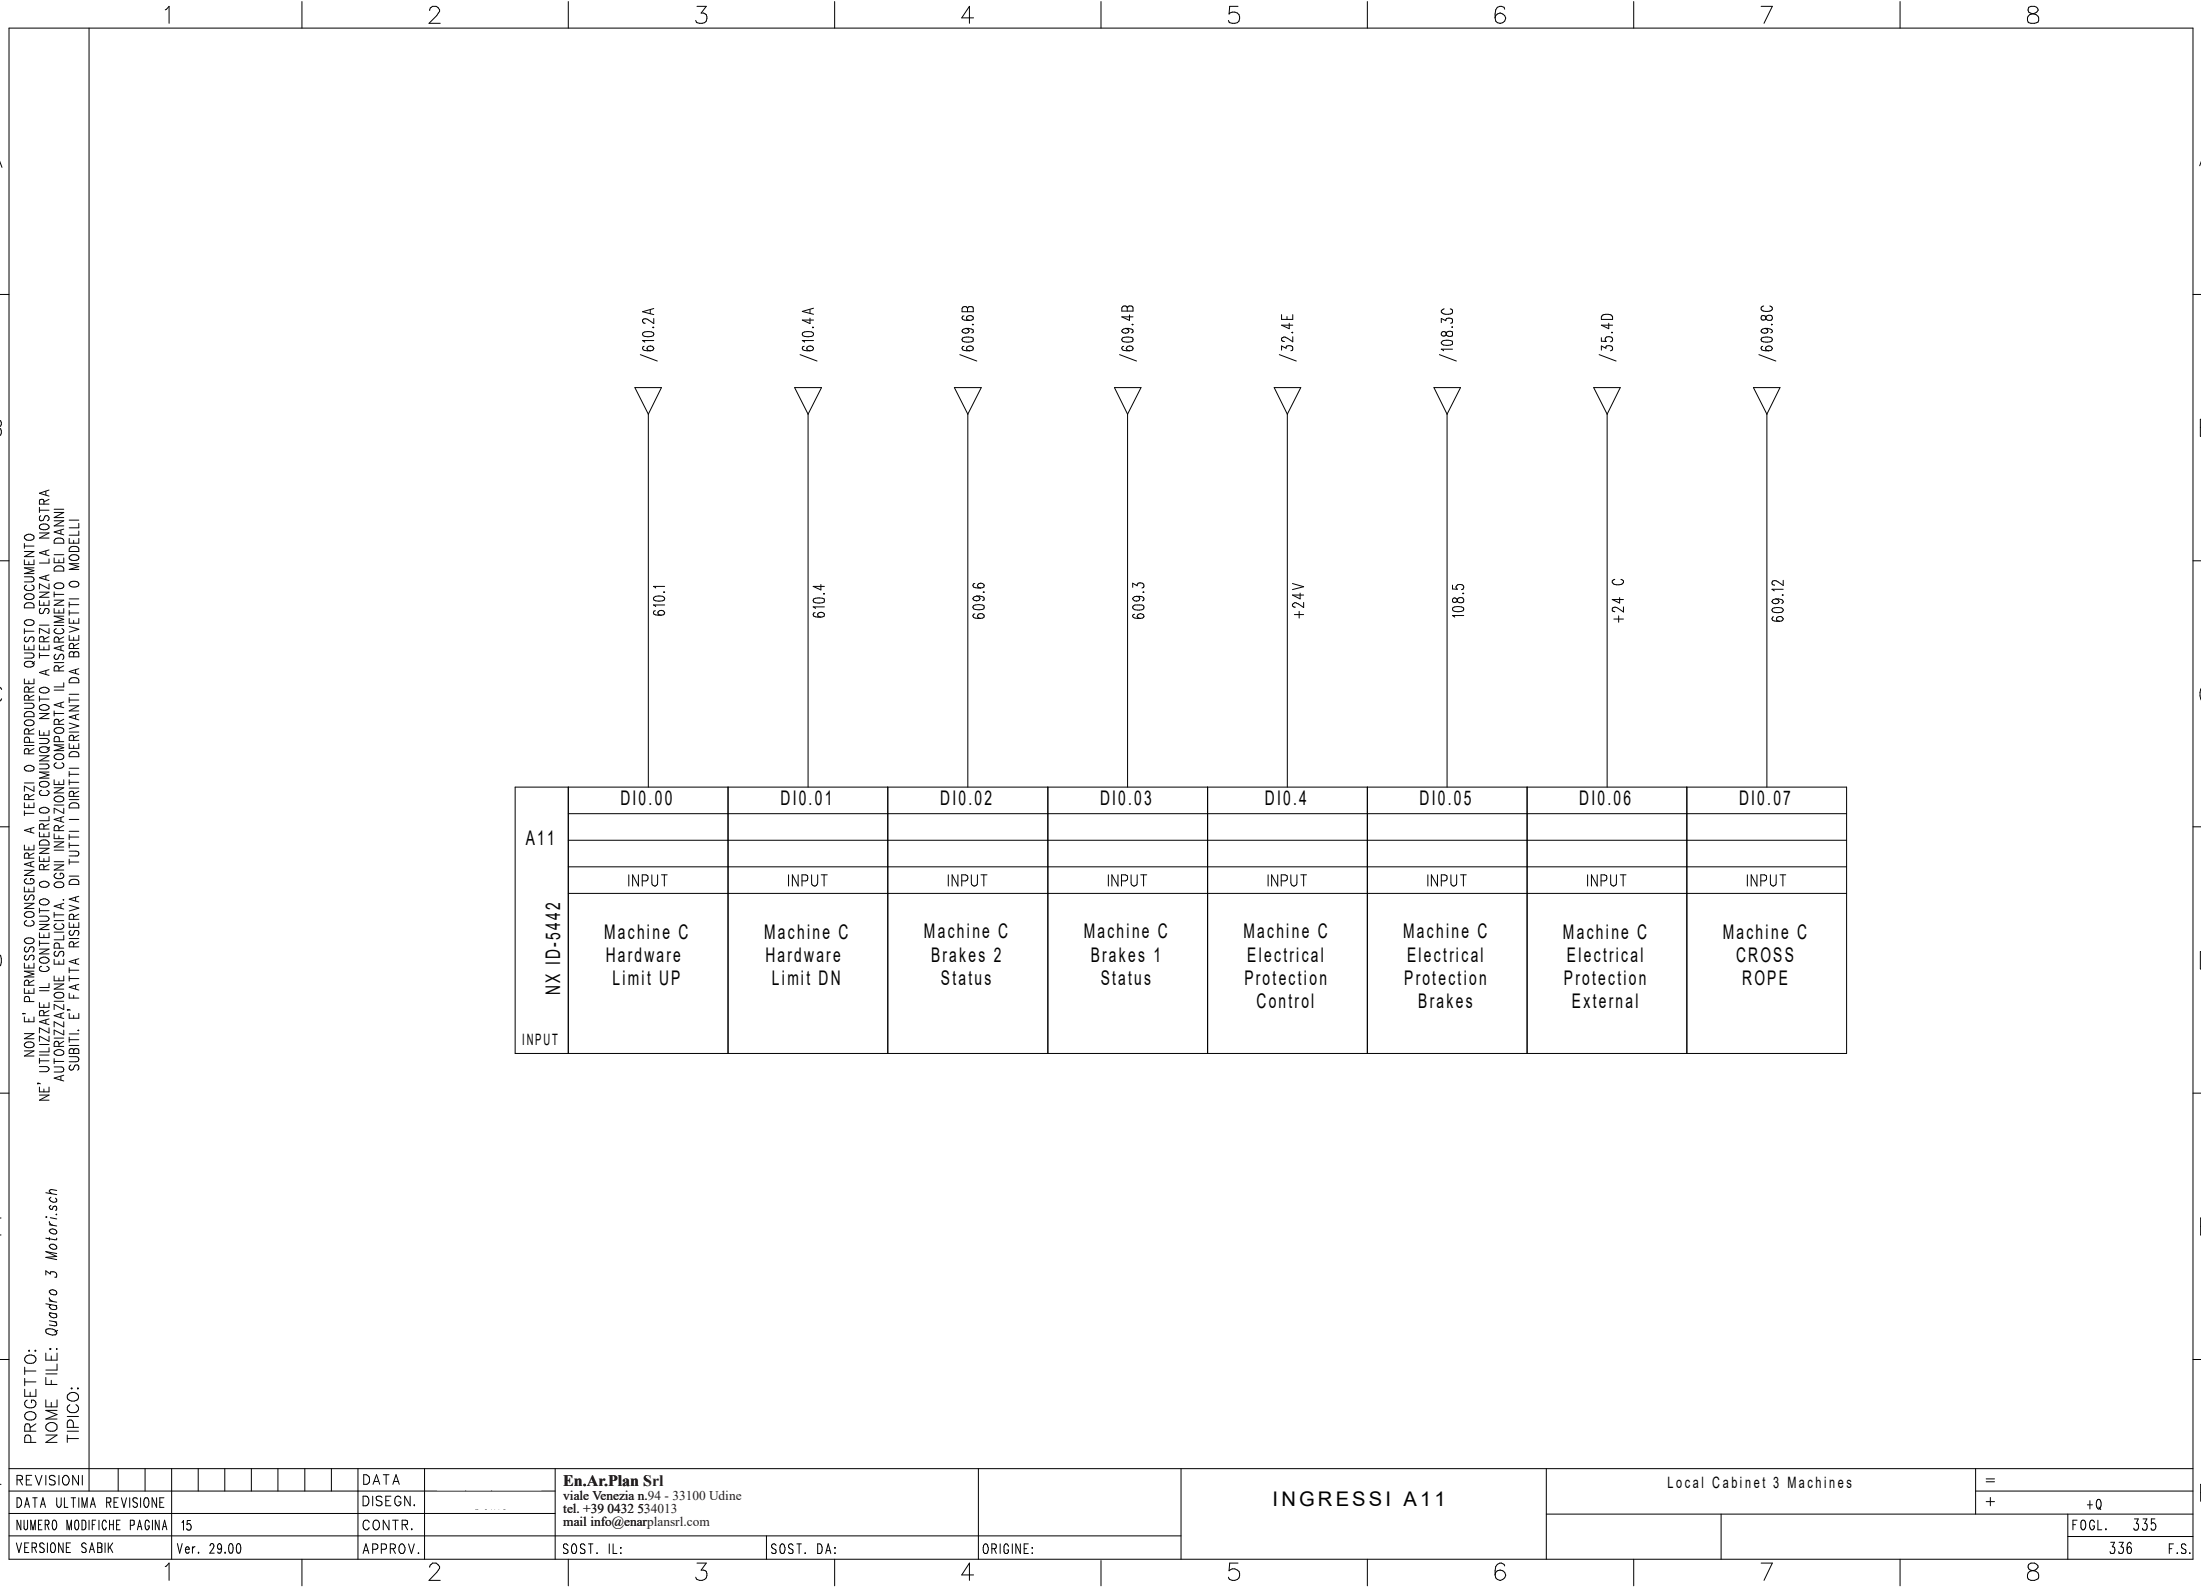 1 2 3 4 5 6 7 8
/610.2A
/610.4A
/609.6B
/609.4B
/32.4E
/108.3C
/35.4D
/609.8C
610.1
610.4
609.6
609.3
+24V
108.5
+24 C
609.12
A11
NX ID-5442
INPUT
DI0.00 DI0.01 DI0.02 DI0.03 DI0.4 DI0.05 DI0.06 DI0.07
INPUT INPUT INPUT INPUT INPUT INPUT INPUT INPUT
Machine C
Hardware
Limit UP
Machine C
Hardware
Limit DN
Machine C
Brakes 2
Status
Machine C
Brakes 1
Status
Machine C
Electrical
Protection
Control
Machine C
Electrical
Protection
Brakes
Machine C
Electrical
Protection
External
Machine C
CROSS
ROPE
NON E' PERMESSO CONSEGNARE A TERZI O RIPRODURRE QUESTO DOCUMENTO
NE' UTILIZZARE IL CONTENUTO O RENDERLO COMUNQUE NOTO A TERZI SENZA LA NOSTRA
AUTORIZZAZIONE ESPLICITA. OGNI INFRAZIONE COMPORTA IL RISARCIMENTO DEI DANNI
SUBITI. E' FATTA RISERVA DI TUTTI I DIRITTI DERIVANTI DA BREVETTI O MODELLI
PROGETTO:
NOME FILE: Quadro 3 Motori.sch
TIPICO:
REVISIONI
DATA ULTIMA REVISIONE
NUMERO MODIFICHE PAGINA 15
VERSIONE SABIK Ver. 29.00
DATA
DISEGN.
CONTR.
APPROV.
En.Ar.Plan Srl
viale Venezia n.94 - 33100 Udine
tel. +39 0432 534013
mail info@enarplansrl.com
SOST. IL: SOST. DA: ORIGINE:
INGRESSI A11
Local Cabinet 3 Machines
=
+ +Q
FOGL. 335
336 F.S.
1 2 3 4 5 6 7 8